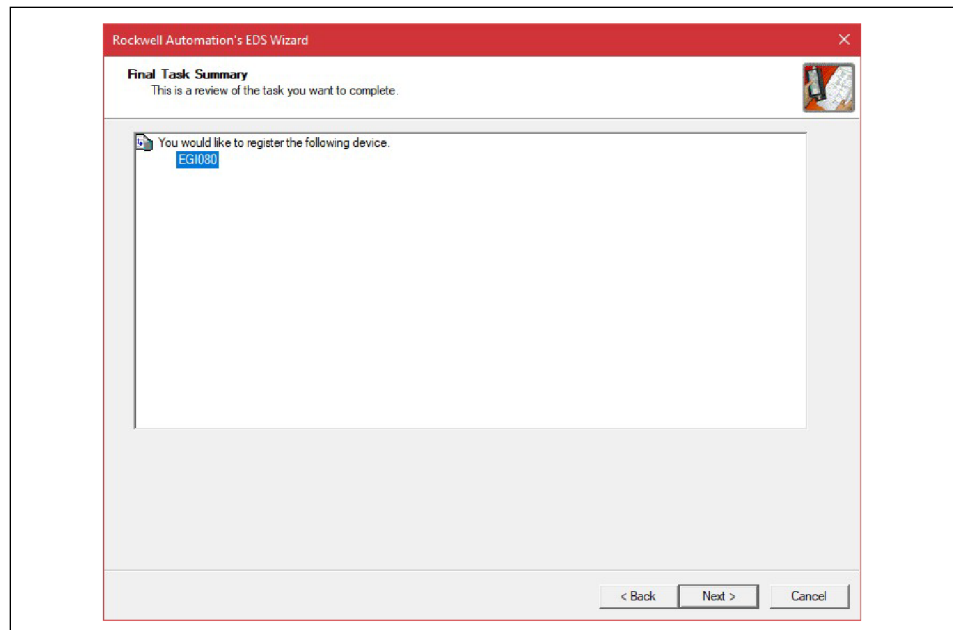 Rockwell Automation's EDS Wizard
Final Task Summary
This is a review of the task you want to complete.
You would like to register the following device.
EGI080
< Back Next > Cancel